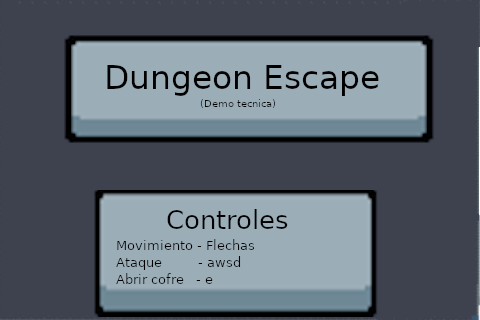 Dungeon Escape
(Demo tecnica)
Controles
Movimiento - Flechas
Ataque - awsd
Abrir cofre - e